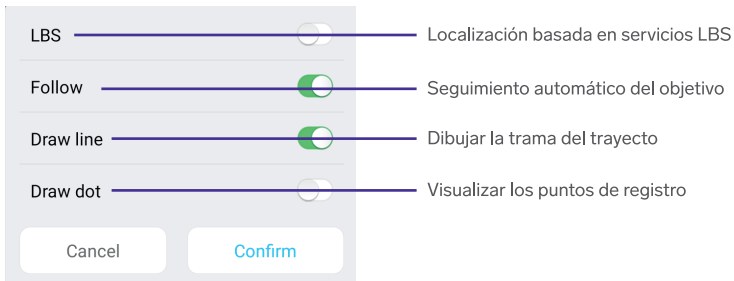 LBS Localización basada en servicios LBS
Follow Seguimiento automático del objetivo
Draw line Dibujar la trama del trayecto
Draw dot Visualizar los puntos de registro
Cancel Confirm